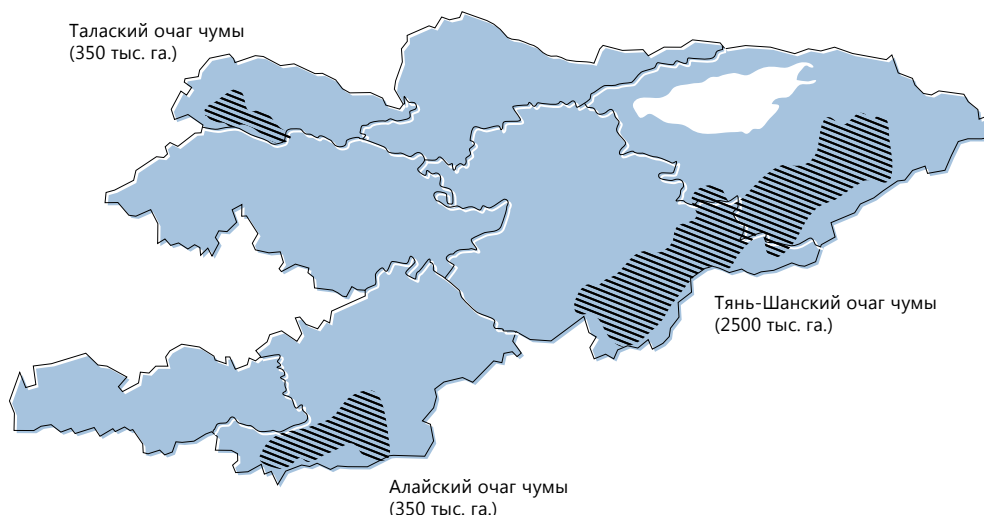 Талаский очаг чумы
(350 тыс. га.)
Тянь-Шанский очаг чумы
(2500 тыс. га.)
Алайский очаг чумы
(350 тыс. га.)